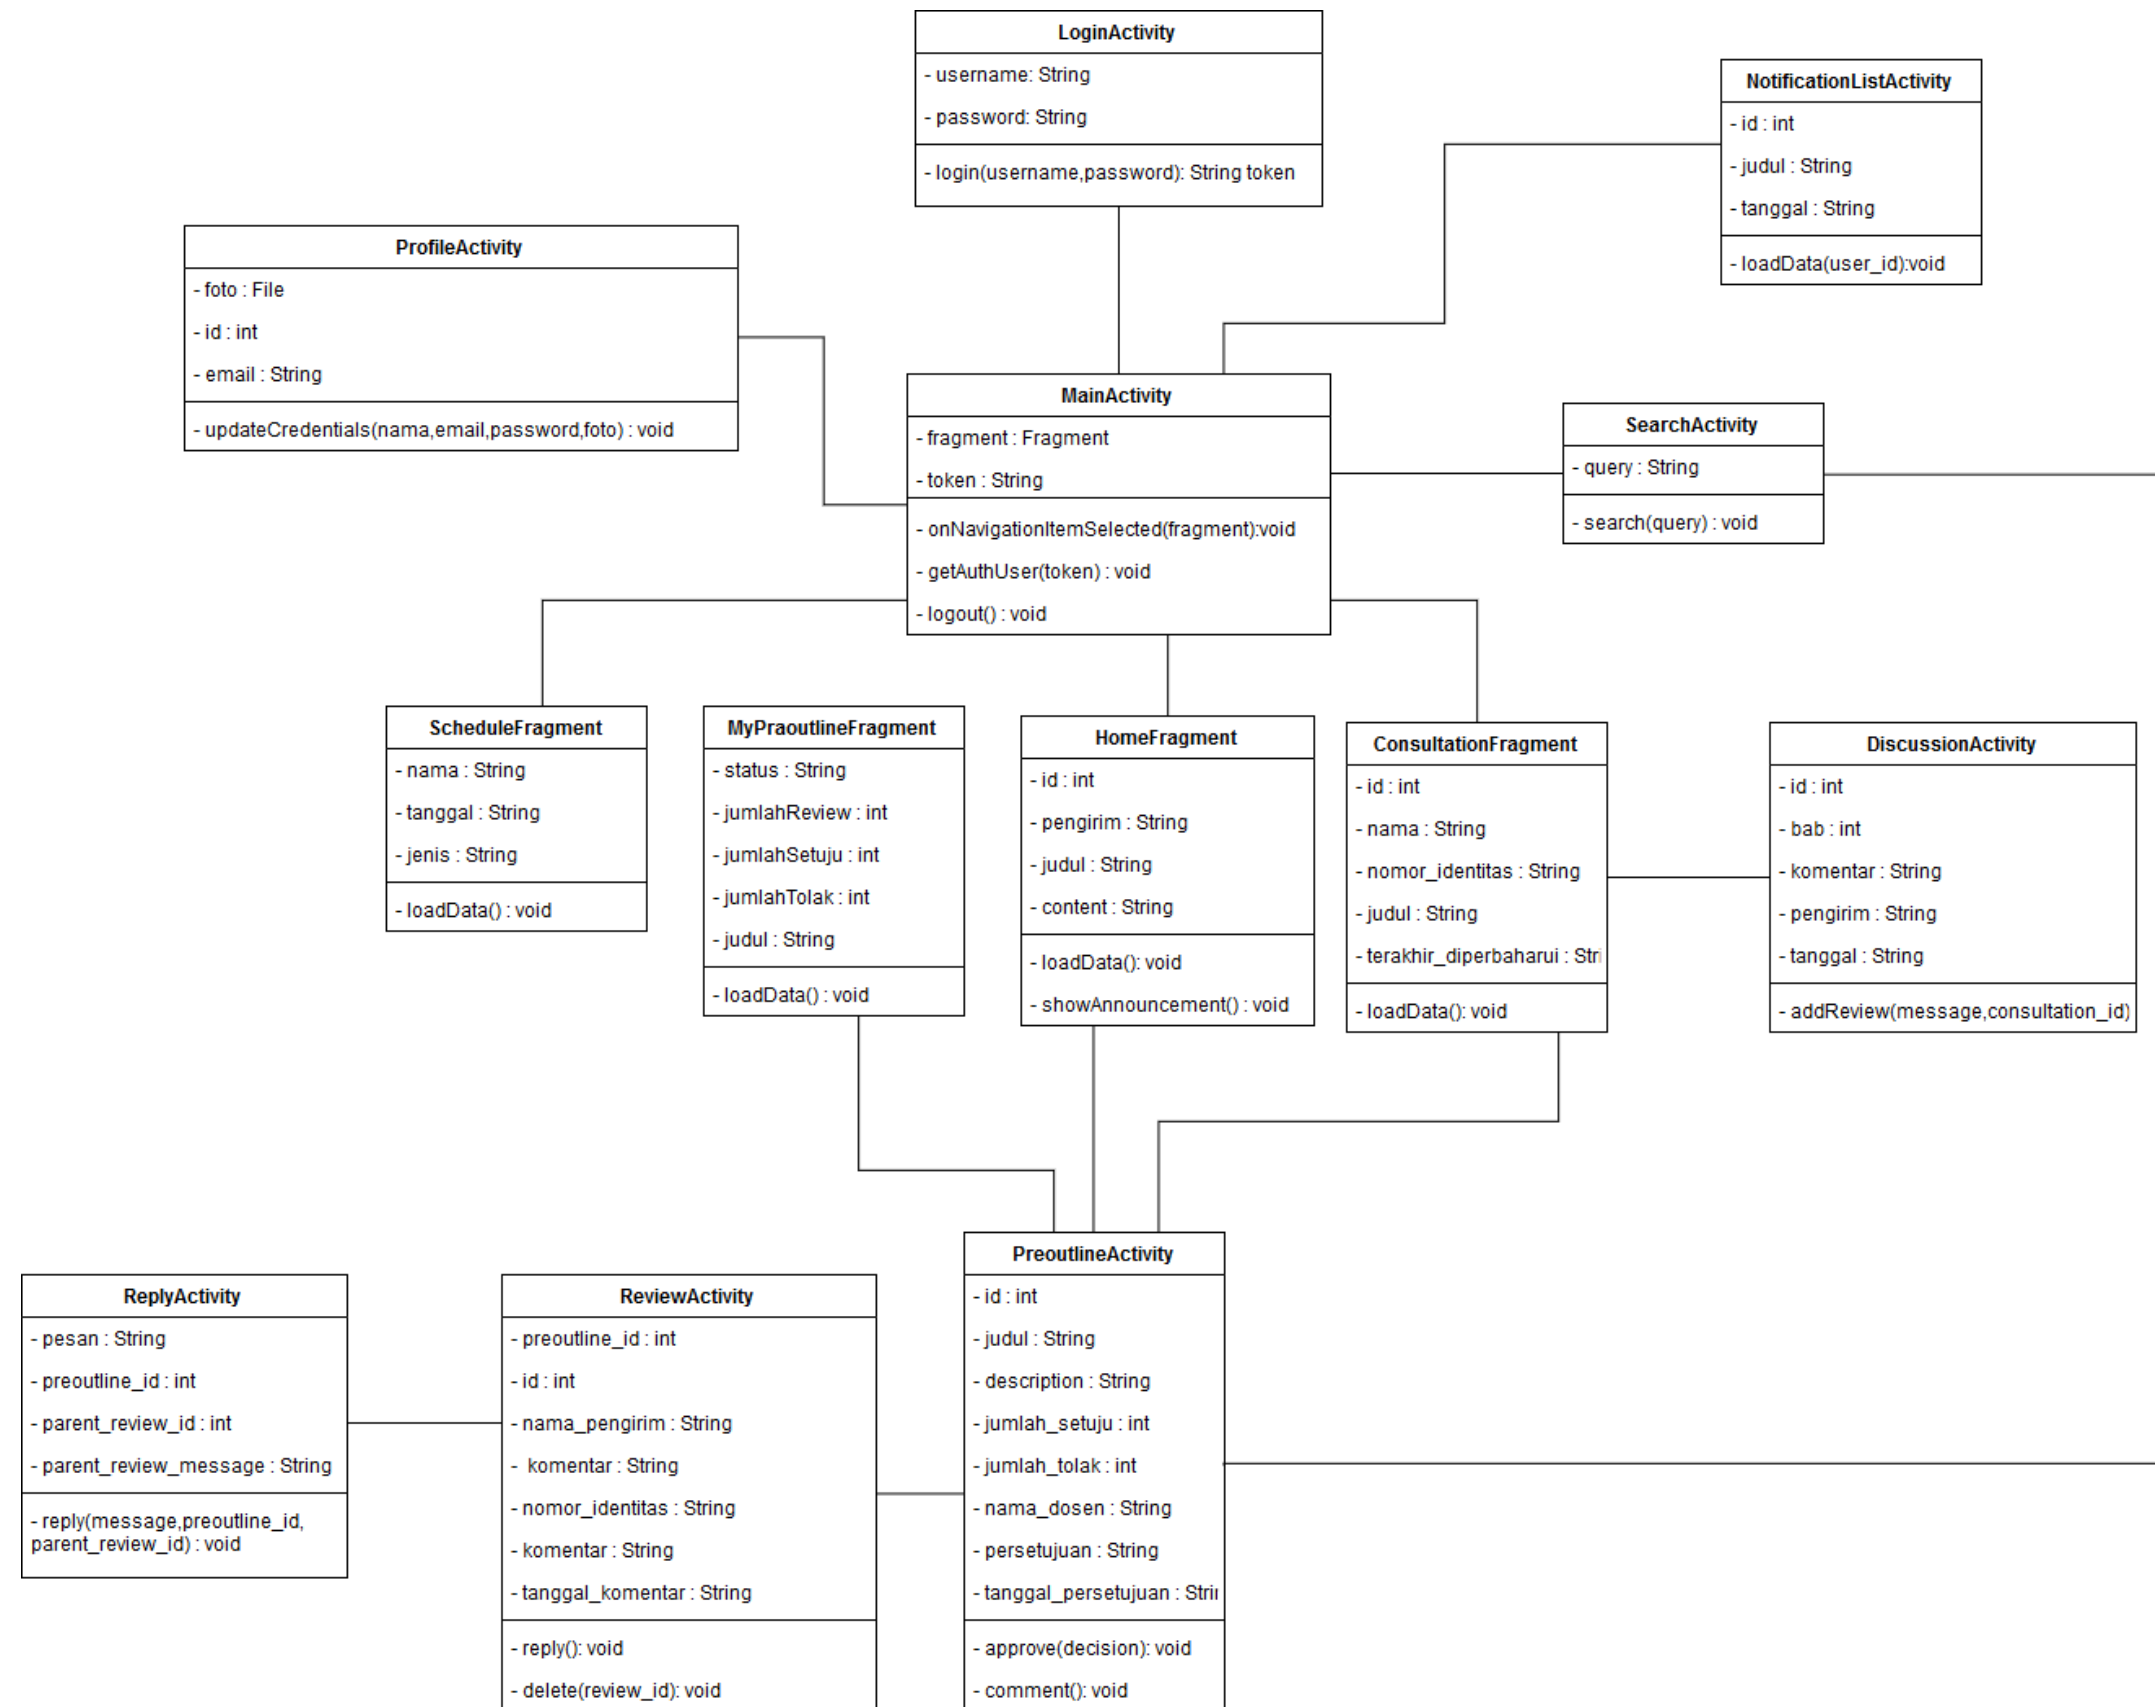 LoginActivity
- username: String
- password: String
- login(username,password): String token
NotificationListActivity
- id : int
- judul : String
- tanggal : String
- loadData(user_id):void
ProfileActivity
- foto : File
- id : int
- email : String
- updateCredentials(nama,email,password,foto) : void
MainActivity
- fragment : Fragment
- token : String
- onNavigationItemSelected(fragment):void
- getAuthUser(token) : void
- logout() : void
SearchActivity
- query : String
- search(query) : void
ScheduleFragment
- nama : String
- tanggal : String
- jenis : String
- loadData() : void
MyPraoutlineFragment
- status : String
- jumlahReview : int
- jumlahSetuju : int
- jumlahTolak : int
- judul : String
- loadData() : void
HomeFragment
- id : int
- pengirim : String
- judul : String
- content : String
- loadData(): void
- showAnnouncement() : void
ConsultationFragment
- id : int
- nama : String
- nomor_identitas : String
- judul : String
- terakhir_diperbaharui : Stri
- loadData(): void
DiscussionActivity
- id : int
- bab : int
- komentar : String
- pengirim : String
- tanggal : String
- addReview(message,consultation_id)
ReplyActivity
- pesan : String
- preoutline_id : int
- parent_review_id : int
- parent_review_message : String
- reply(message,preoutline_id,
parent_review_id) : void
ReviewActivity
- preoutline_id : int
- id : int
- nama_pengirim : String
- komentar : String
- nomor_identitas : String
- komentar : String
- tanggal_komentar : String
- reply(): void
- delete(review_id): void
PreoutlineActivity
- id : int
- judul : String
- description : String
- jumlah_setuju : int
- jumlah_tolak : int
- nama_dosen : String
- persetujuan : String
- tanggal_persetujuan : Strin
- approve(decision): void
- comment(): void